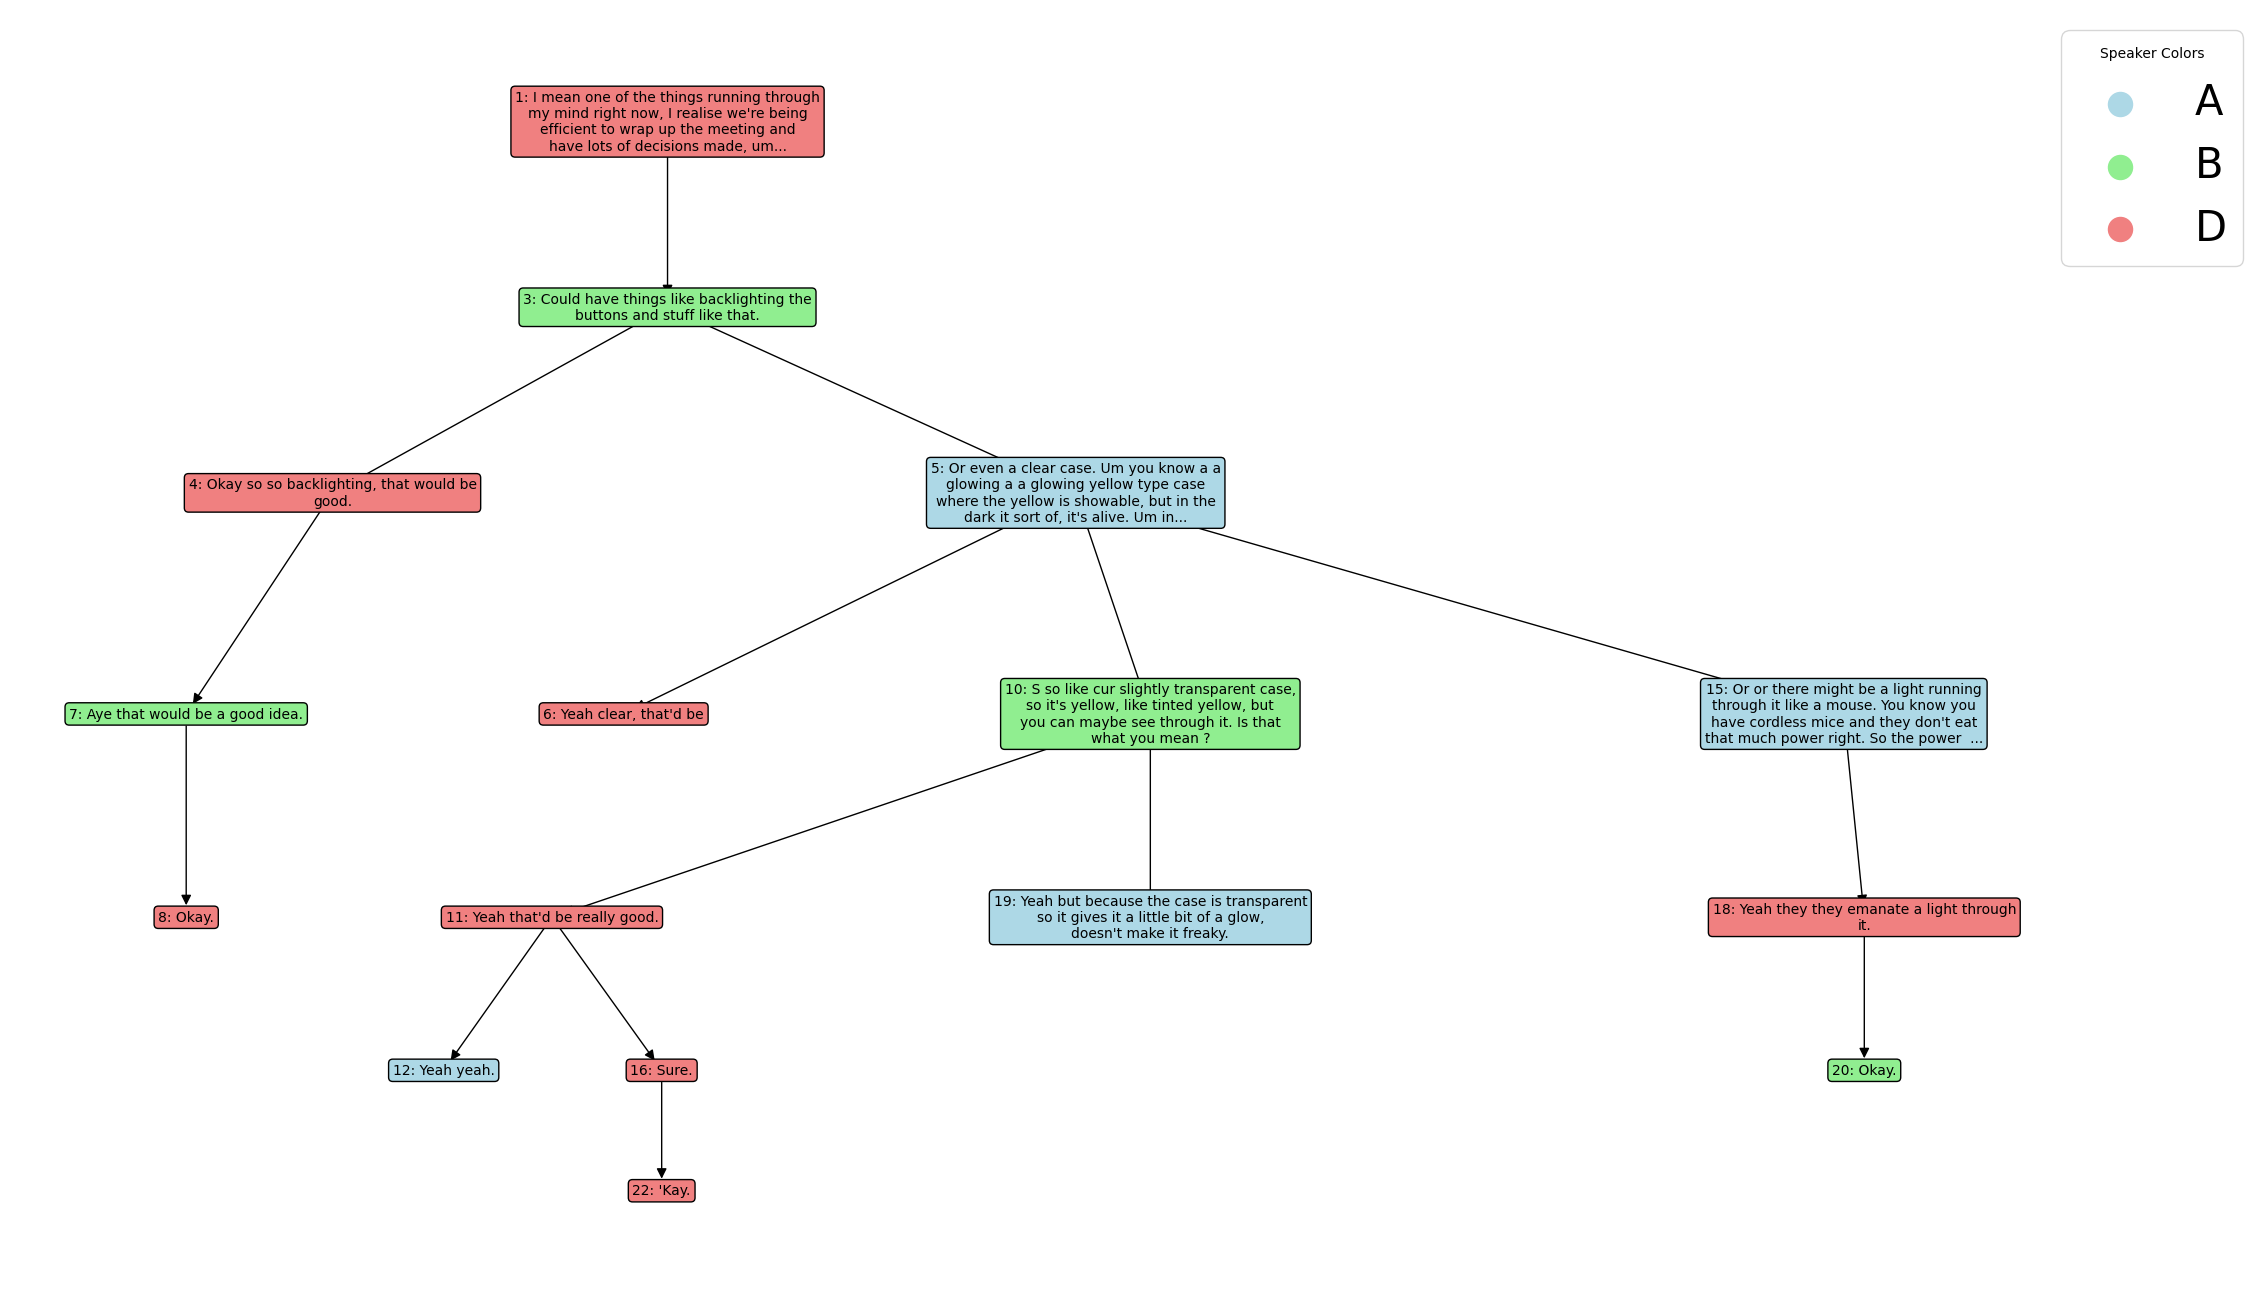 Speaker Colors
A
B
D
1: I mean one of the things running through
my mind right now, I realise we're being
efficient to wrap up the meeting and
have lots of decisions made, um...
3: Could have things like backlighting the
buttons and stuff like that.
4: Okay so so backlighting, that would be
good.
5: Or even a clear case. Um you know a a
glowing a a glowing yellow type case
where the yellow is showable, but in the
dark it sort of, it's alive. Um in...
7: Aye that would be a good idea.
6: Yeah clear, that'd be
10: S so like cur slightly transparent case,
so it's yellow, like tinted yellow, but
you can maybe see through it. Is that
what you mean ?
15: Or or there might be a light running
through it like a mouse. You know you
have cordless mice and they don't eat
that much power right. So the power  ...
8: Okay.
11: Yeah that'd be really good.
19: Yeah but because the case is transparent
so it gives it a little bit of a glow,
doesn't make it freaky.
18: Yeah they they emanate a light through
it.
12: Yeah yeah.
16: Sure.
20: Okay.
22: 'Kay.